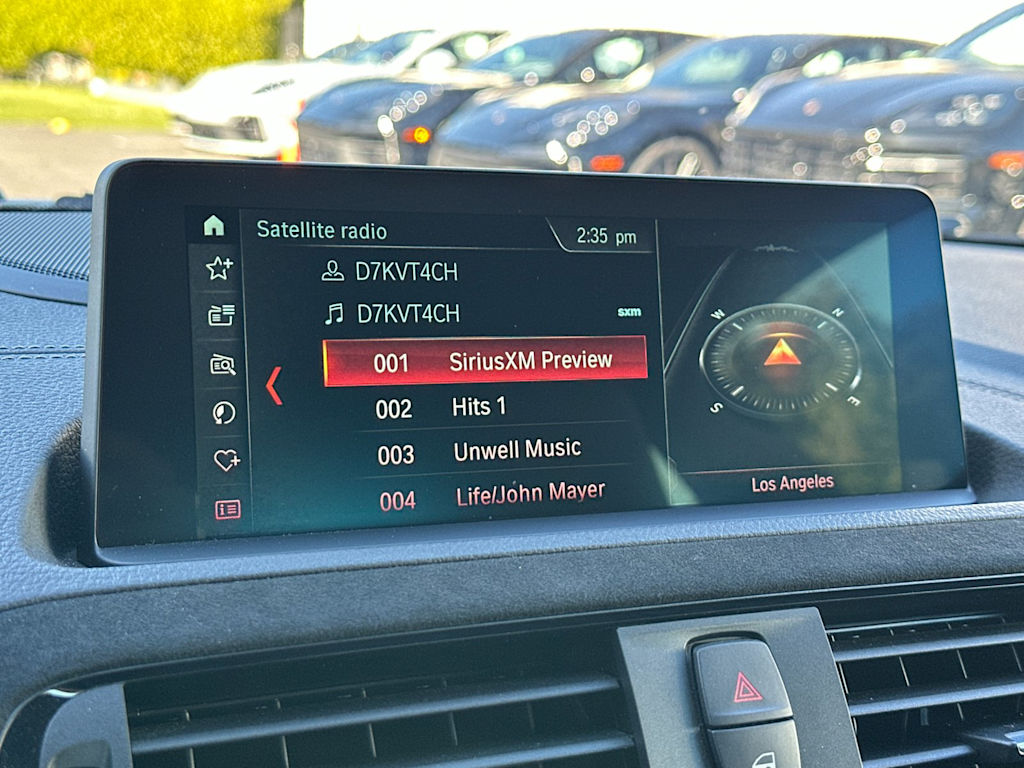 Satellite radio
2:35 pm
D7KVT4CH
D7KVT4CH
sxm
001 SiriusXM Preview
002 Hits 1
003 Unwell Music
004 Life/John Mayer
W N
S E
Los Angeles